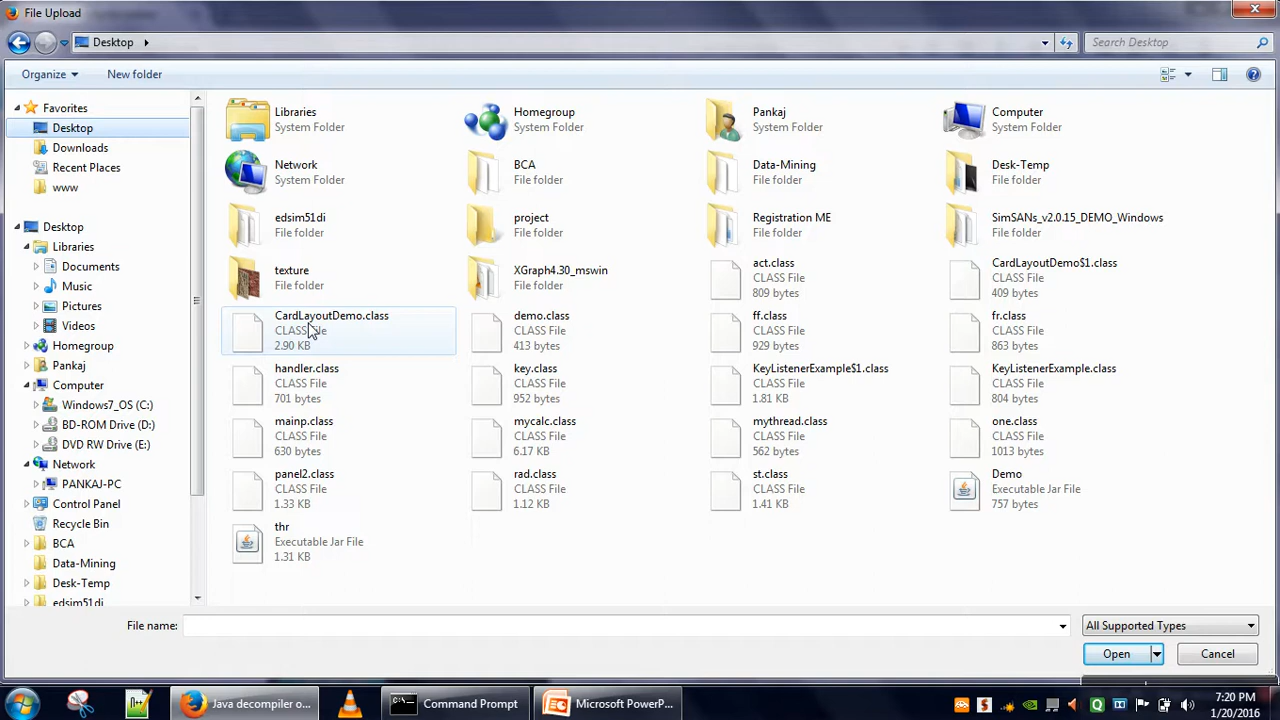 File Upload
Desktop
Search Desktop
Organize
New folder
Favorites
Desktop
Downloads
Recent Places
www
Desktop
Libraries
Documents
Music
Pictures
Videos
Homegroup
Pankaj
Computer
Windows7_OS (C:)
BD-ROM Drive (D:)
DVD RW Drive (E:)
Network
PANKAJ-PC
Control Panel
Recycle Bin
BCA
Data-Mining
Desk-Temp
edsim51di
Libraries
System Folder
Homegroup
System Folder
Pankaj
System Folder
Computer
System Folder
Network
System Folder
BCA
File folder
Data-Mining
File folder
Desk-Temp
File folder
edsim51di
File folder
project
File folder
Registration ME
File folder
SimSANs_v2.0.15_DEMO_Windows
File folder
texture
File folder
XGraph4.30_mswin
File folder
act.class
CLASS File
809 bytes
CardLayoutDemo$1.class
CLASS File
409 bytes
CardLayoutDemo.class
CLASS File
2.90 KB
demo.class
CLASS File
413 bytes
ff.class
CLASS File
929 bytes
fr.class
CLASS File
863 bytes
handler.class
CLASS File
701 bytes
key.class
CLASS File
952 bytes
KeyListenerExample$1.class
CLASS File
1.81 KB
KeyListenerExample.class
CLASS File
804 bytes
mainp.class
CLASS File
630 bytes
mycalc.class
CLASS File
6.17 KB
mythread.class
CLASS File
562 bytes
one.class
CLASS File
1013 bytes
panel2.class
CLASS File
1.33 KB
rad.class
CLASS File
1.12 KB
st.class
CLASS File
1.41 KB
Demo
Executable Jar File
757 bytes
thr
Executable Jar File
1.31 KB
File name:
All Supported Types
Open
Cancel
Java decompiler o...
Command Prompt
Microsoft PowerP...
7:20 PM
1/20/2016